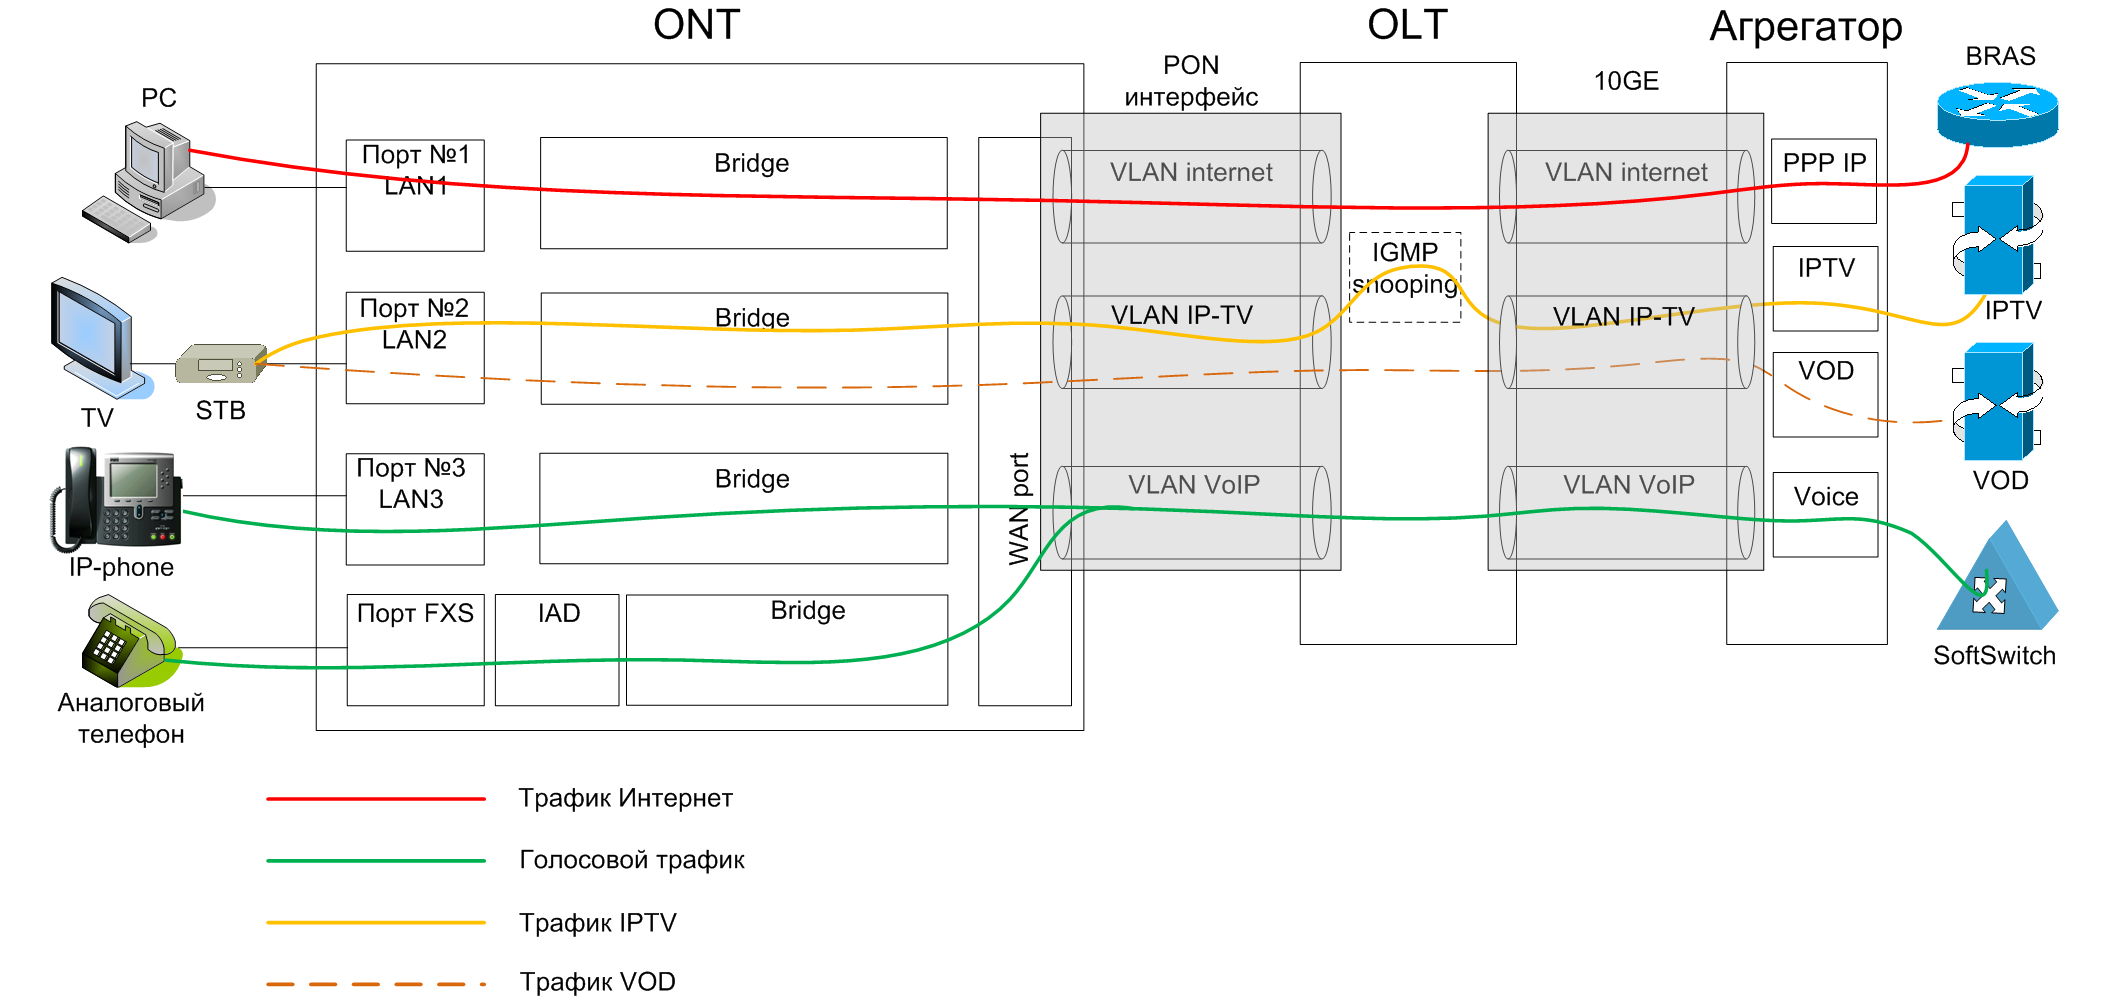 ONT
OLT
Агрегатор
PON
интерфейс
10GE
BRAS
PC
Порт №1
LAN1
Bridge
VLAN internet
VLAN internet
PPP IP
IGMP
snooping
IPTV
IPTV
Порт №2
LAN2
Bridge
VLAN IP-TV
VLAN IP-TV
VOD
TV
STB
VOD
Порт №3
LAN3
Bridge
WAN port
VLAN VoIP
VLAN VoIP
Voice
IP-phone
Порт FXS
IAD
Bridge
SoftSwitch
Аналоговый
телефон
Трафик Интернет
Голосовой трафик
Трафик IPTV
Трафик VOD